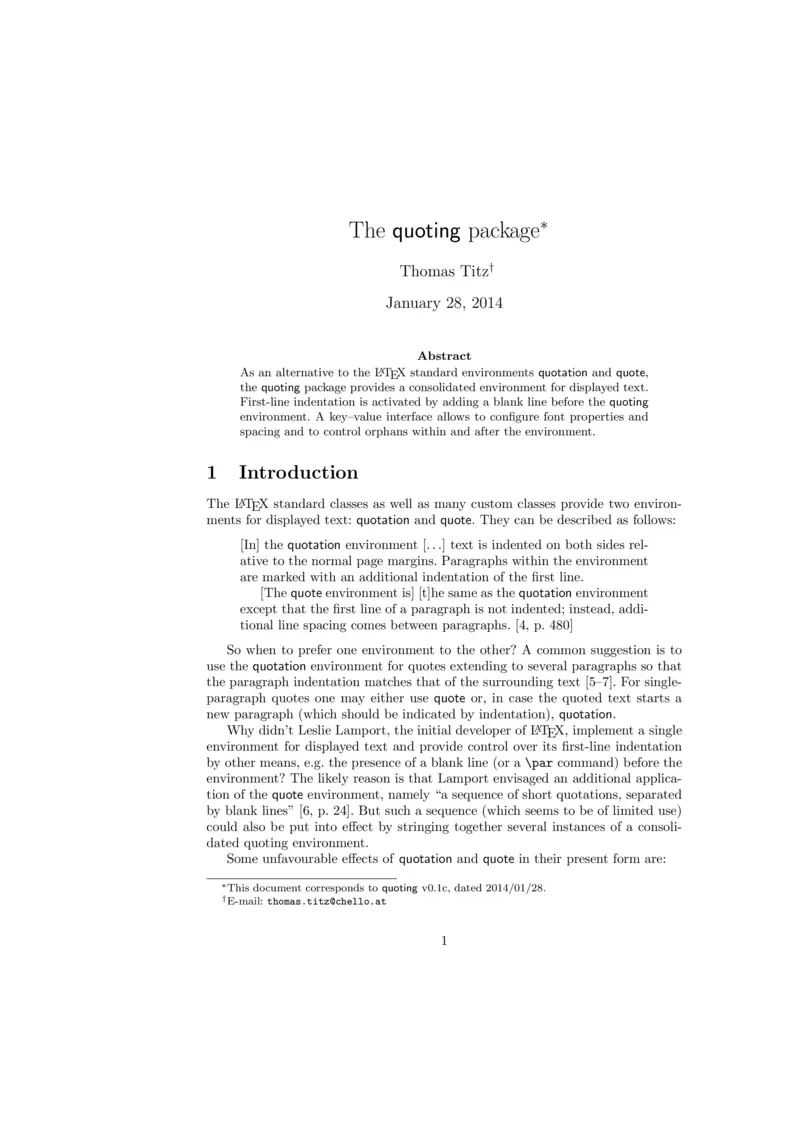 The quoting package*
Thomas Titz†
January 28, 2014
Abstract
As an alternative to the LATEX standard environments quotation and quote,
the quoting package provides a consolidated environment for displayed text.
First-line indentation is activated by adding a blank line before the quoting
environment. A key–value interface allows to configure font properties and
spacing and to control orphans within and after the environment.
1 Introduction
The LATEX standard classes as well as many custom classes provide two environ-
ments for displayed text: quotation and quote. They can be described as follows:
[In] the quotation environment [...] text is indented on both sides rel-
ative to the normal page margins. Paragraphs within the environment
are marked with an additional indentation of the first line.
[The quote environment is] [t]he same as the quotation environment
except that the first line of a paragraph is not indented; instead, addi-
tional line spacing comes between paragraphs. [4, p. 480]
So when to prefer one environment to the other? A common suggestion is to
use the quotation environment for quotes extending to several paragraphs so that
the paragraph indentation matches that of the surrounding text [5–7]. For single-
paragraph quotes one may either use quote or, in case the quoted text starts a
new paragraph (which should be indicated by indentation), quotation.
Why didn't Leslie Lamport, the initial developer of LATEX, implement a single
environment for displayed text and provide control over its first-line indentation
by other means, e.g. the presence of a blank line (or a \par command) before the
environment? The likely reason is that Lamport envisaged an additional applica-
tion of the quote environment, namely “a sequence of short quotations, separated
by blank lines” [6, p. 24]. But such a sequence (which seems to be of limited use)
could also be put into effect by stringing together several instances of a consoli-
dated quoting environment.
Some unfavourable effects of quotation and quote in their present form are:
*This document corresponds to quoting v0.1c, dated 2014/01/28.
†E-mail: thomas.titz@chello.at
1